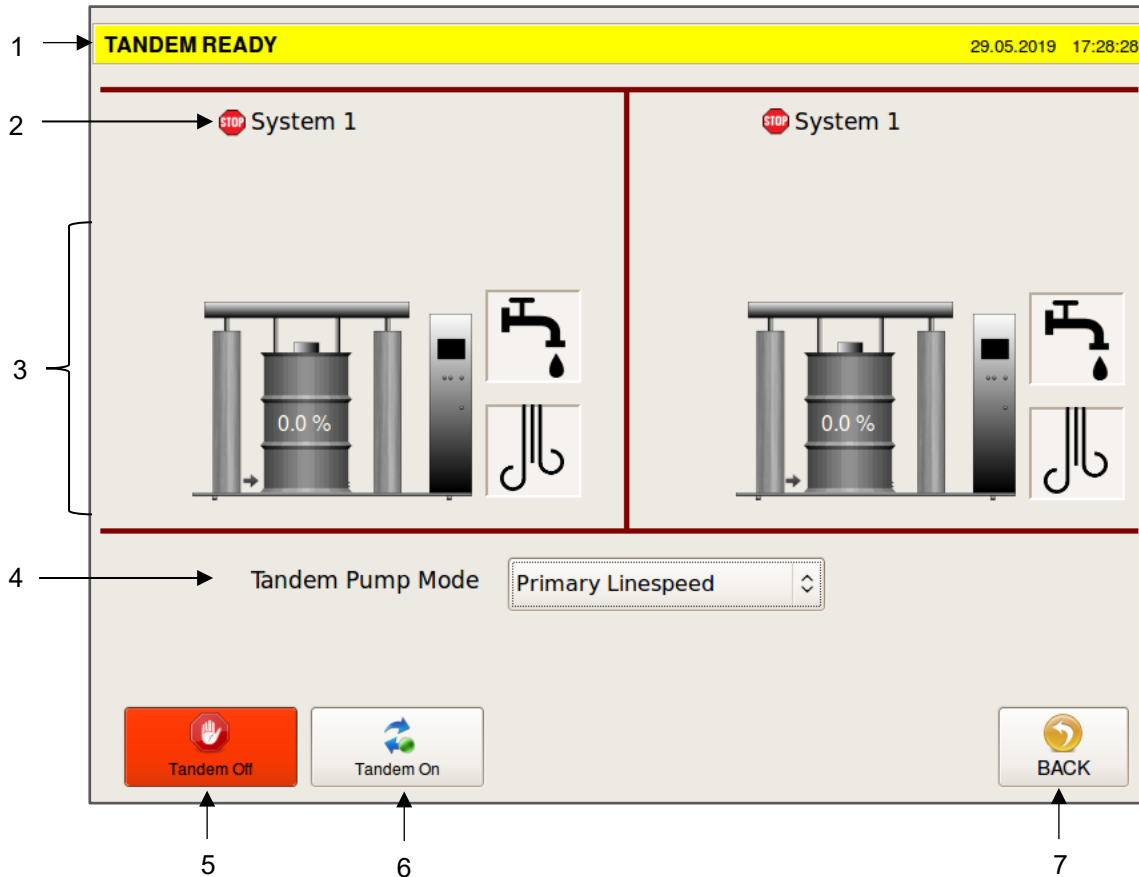 1
TANDEM READY 29.05.2019 17:28:28
2
STOP System 1
STOP System 1
3
0.0 %
0.0 %
4
Tandem Pump Mode Primary Linespeed
Tandem Off
Tandem On
BACK
5
6
7